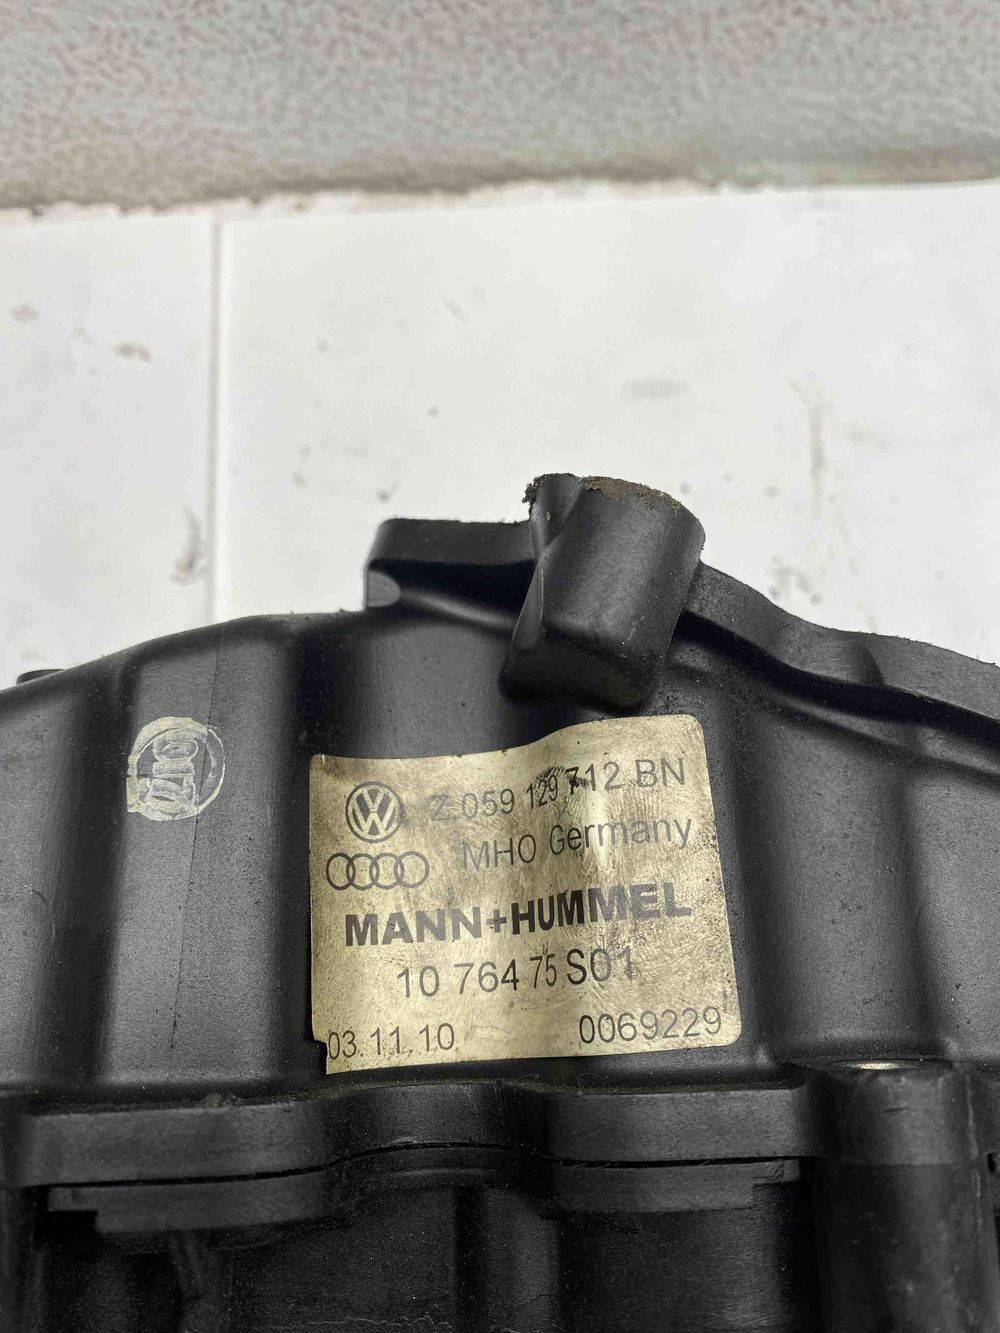 Z 059 129 712 BN
MHO Germany
MANN+HUMMEL
10 764 75 S01
03.11.10 0069229